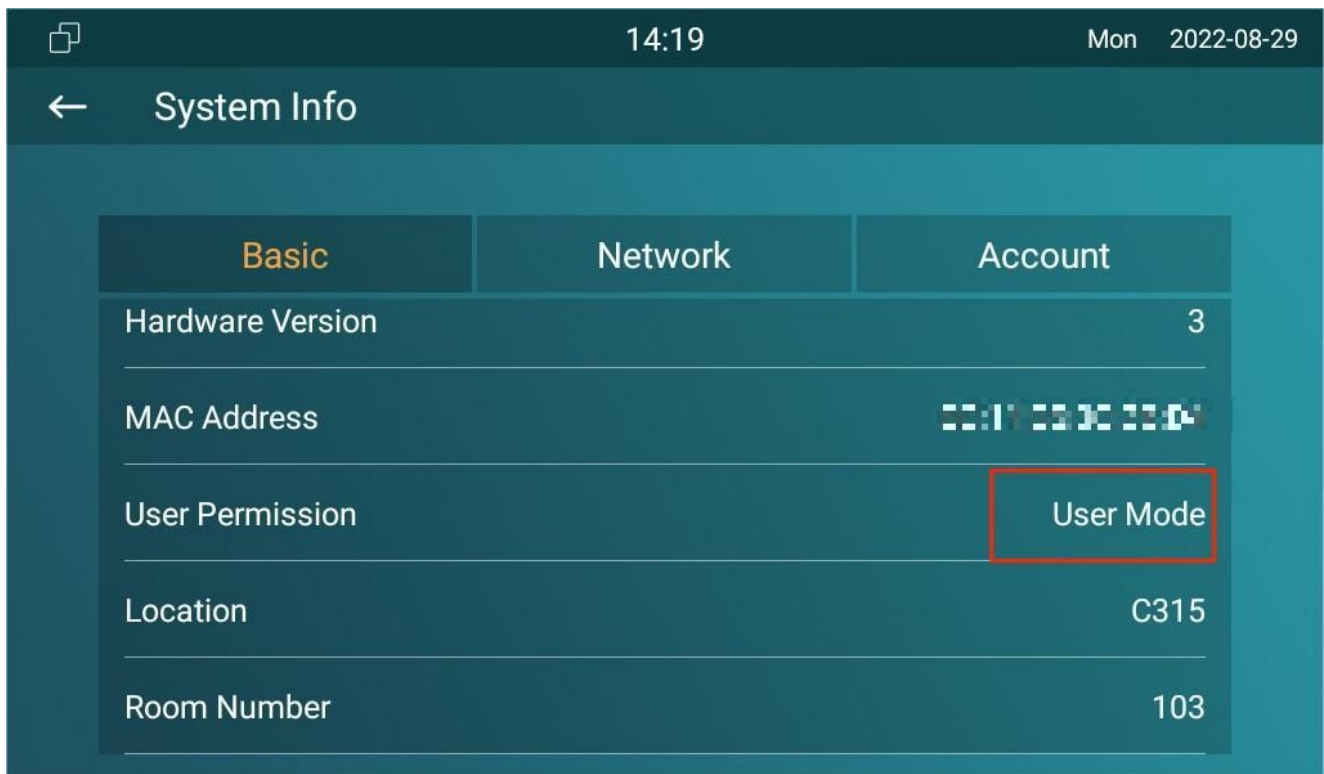 14:19 Mon 2022-08-29
System Info
Basic Network Account
Hardware Version 3
MAC Address
User Permission User Mode
Location C315
Room Number 103